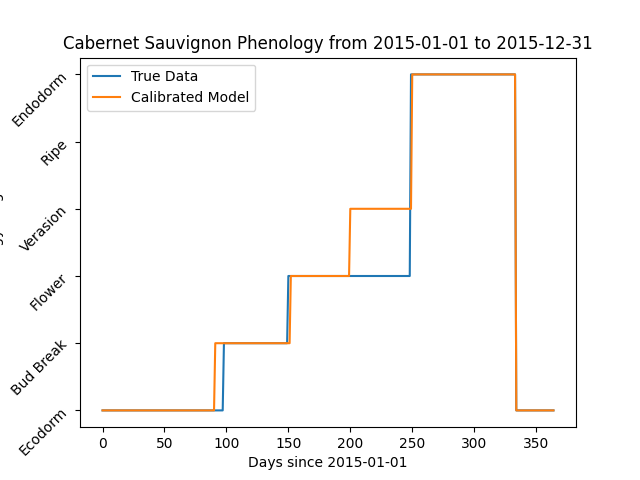 Cabernet Sauvignon Phenology from 2015-01-01 to 2015-12-31
True Data
Calibrated Model
Endodorm
Ripe
Verasion
Flower
Bud Break
Ecodorm
0 50 100 150 200 250 300 350
Days since 2015-01-01